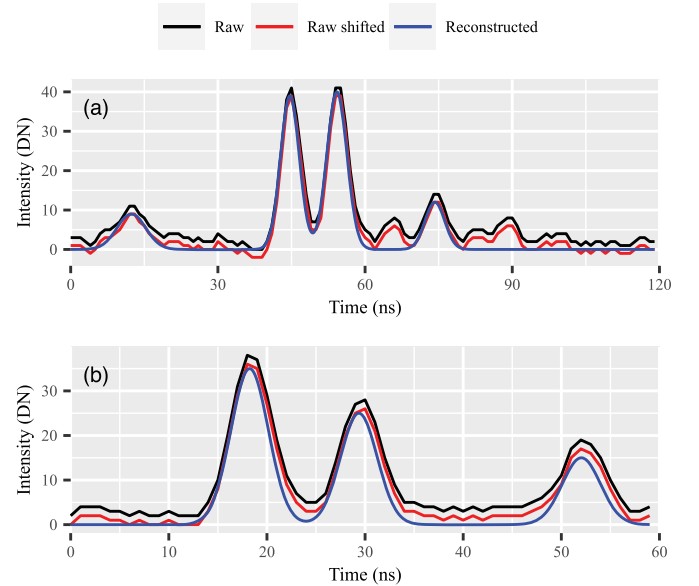 Raw Raw shifted Reconstructed
(a)
Intensity (DN)
40
30
20
10
0
0 30 60 90 120
Time (ns)
(b)
Intensity (DN)
30
20
10
0
0 10 20 30 40 50 60
Time (ns)